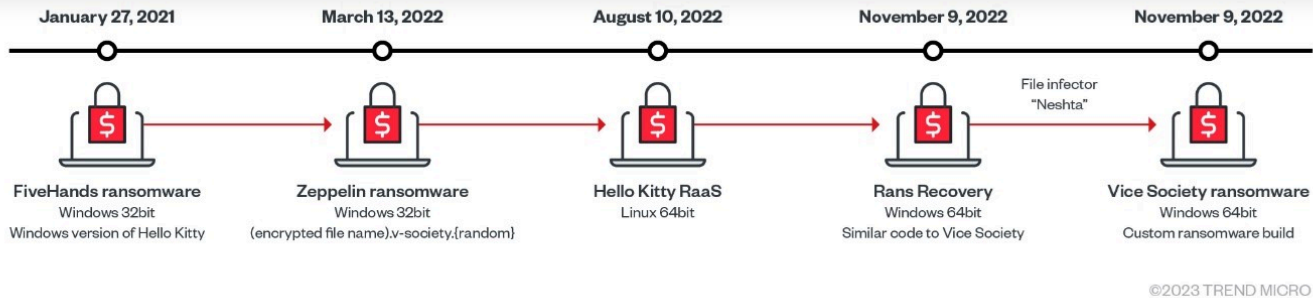 January 27, 2021
March 13, 2022
August 10, 2022
November 9, 2022
November 9, 2022
File infector
“Neshta”
$
$
$
$
$
FiveHands ransomware
Windows 32bit
Windows version of Hello Kitty
Zeppelin ransomware
Windows 32bit
(encrypted file name).v-society.{random}
Hello Kitty RaaS
Linux 64bit
Rans Recovery
Windows 64bit
Similar code to Vice Society
Vice Society ransomware
Windows 64bit
Custom ransomware build
©2023 TREND MICRO